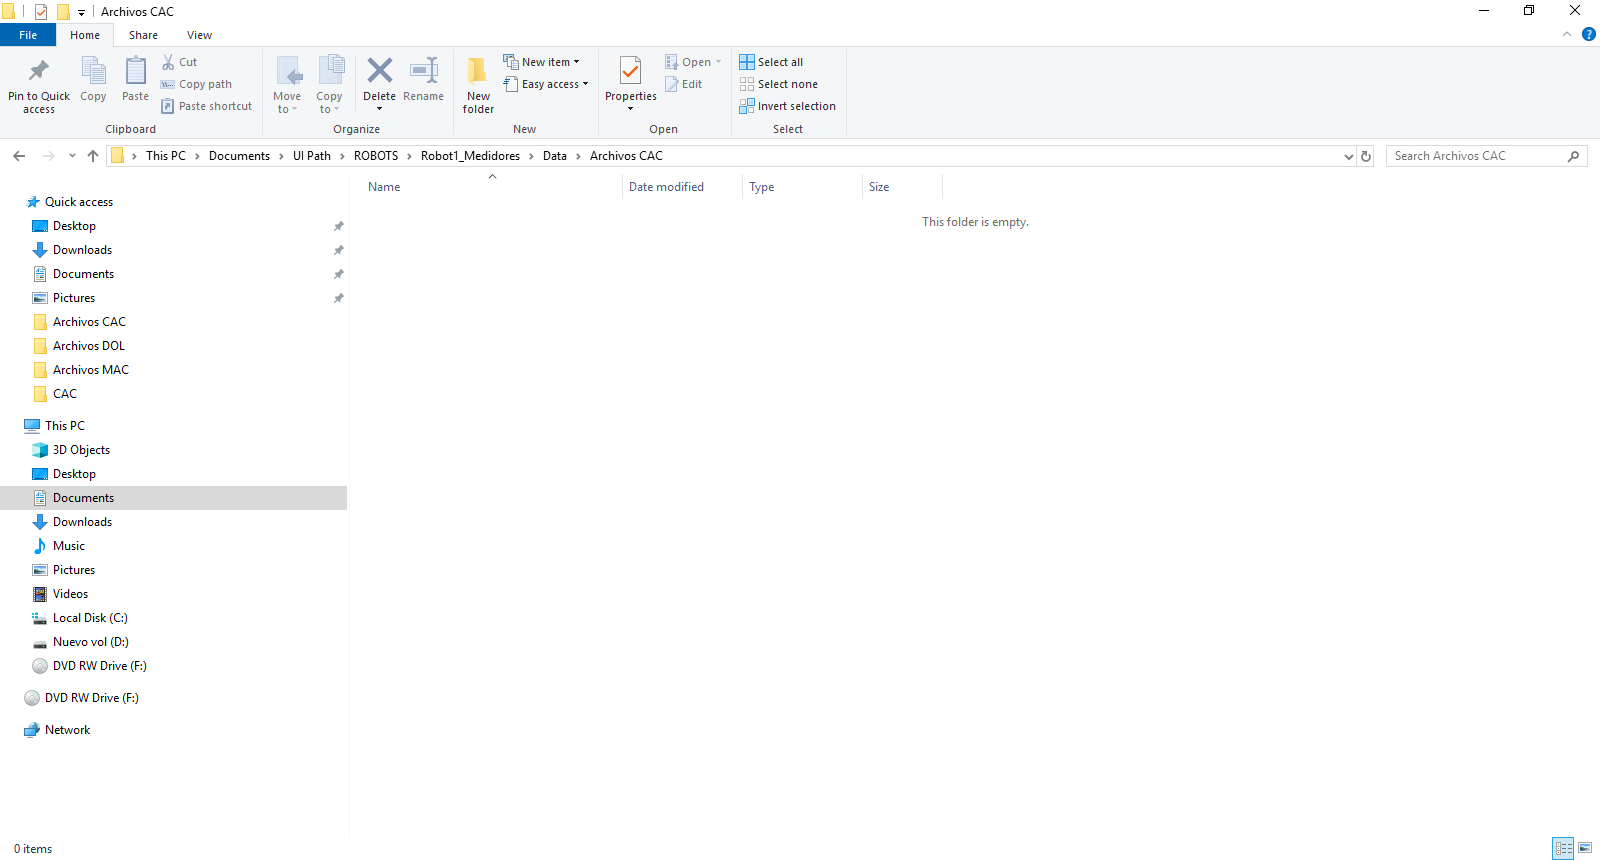 Archivos CAC
File Home Share View
Pin to Quick access
Copy
Paste
Cut
Copy path
Paste shortcut
Clipboard
Move to
Copy to
Delete
Rename
Organize
New folder
New item
Easy access
New
Properties
Open
Edit
Open
Select all
Select none
Invert selection
Select
This PC > Documents > UI Path > ROBOTS > Robot1_Medidores > Data > Archivos CAC
Search Archivos CAC
Name Date modified Type Size
This folder is empty.
Quick access
Desktop
Downloads
Documents
Pictures
Archivos CAC
Archivos DOL
Archivos MAC
CAC
This PC
3D Objects
Desktop
Documents
Downloads
Music
Pictures
Videos
Local Disk (C:)
Nuevo vol (D:)
DVD RW Drive (F:)
DVD RW Drive (F:)
Network
0 items